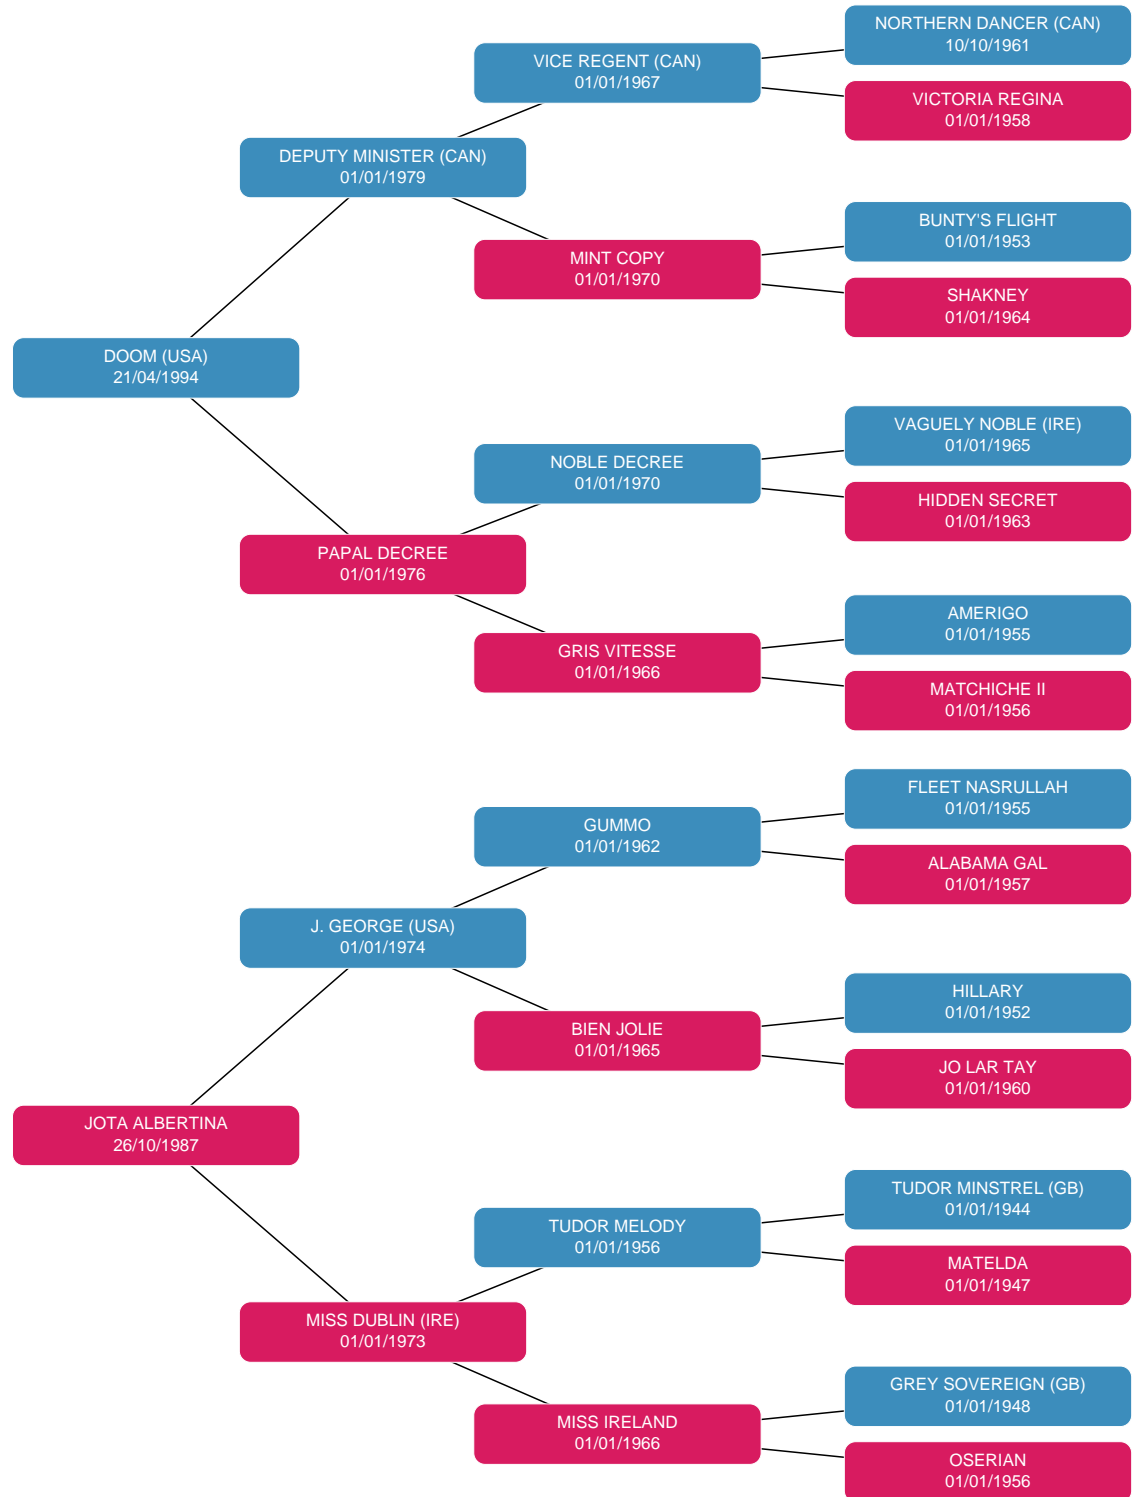 NORTHERN DANCER (CAN)
10/10/1961
VICE REGENT (CAN)
01/01/1967
VICTORIA REGINA
01/01/1958
DEPUTY MINISTER (CAN)
01/01/1979
BUNTY'S FLIGHT
01/01/1953
MINT COPY
01/01/1970
SHAKNEY
01/01/1964
DOOM (USA)
21/04/1994
VAGUELY NOBLE (IRE)
01/01/1965
NOBLE DECREE
01/01/1970
HIDDEN SECRET
01/01/1963
PAPAL DECREE
01/01/1976
AMERIGO
01/01/1955
GRIS VITESSE
01/01/1966
MATCHICHE II
01/01/1956
FLEET NASRULLAH
01/01/1955
GUMMO
01/01/1962
ALABAMA GAL
01/01/1957
J. GEORGE (USA)
01/01/1974
HILLARY
01/01/1952
BIEN JOLIE
01/01/1965
JO LAR TAY
01/01/1960
JOTA ALBERTINA
26/10/1987
TUDOR MINSTREL (GB)
01/01/1944
TUDOR MELODY
01/01/1956
MATELDA
01/01/1947
MISS DUBLIN (IRE)
01/01/1973
GREY SOVEREIGN (GB)
01/01/1948
MISS IRELAND
01/01/1966
OSERIAN
01/01/1956